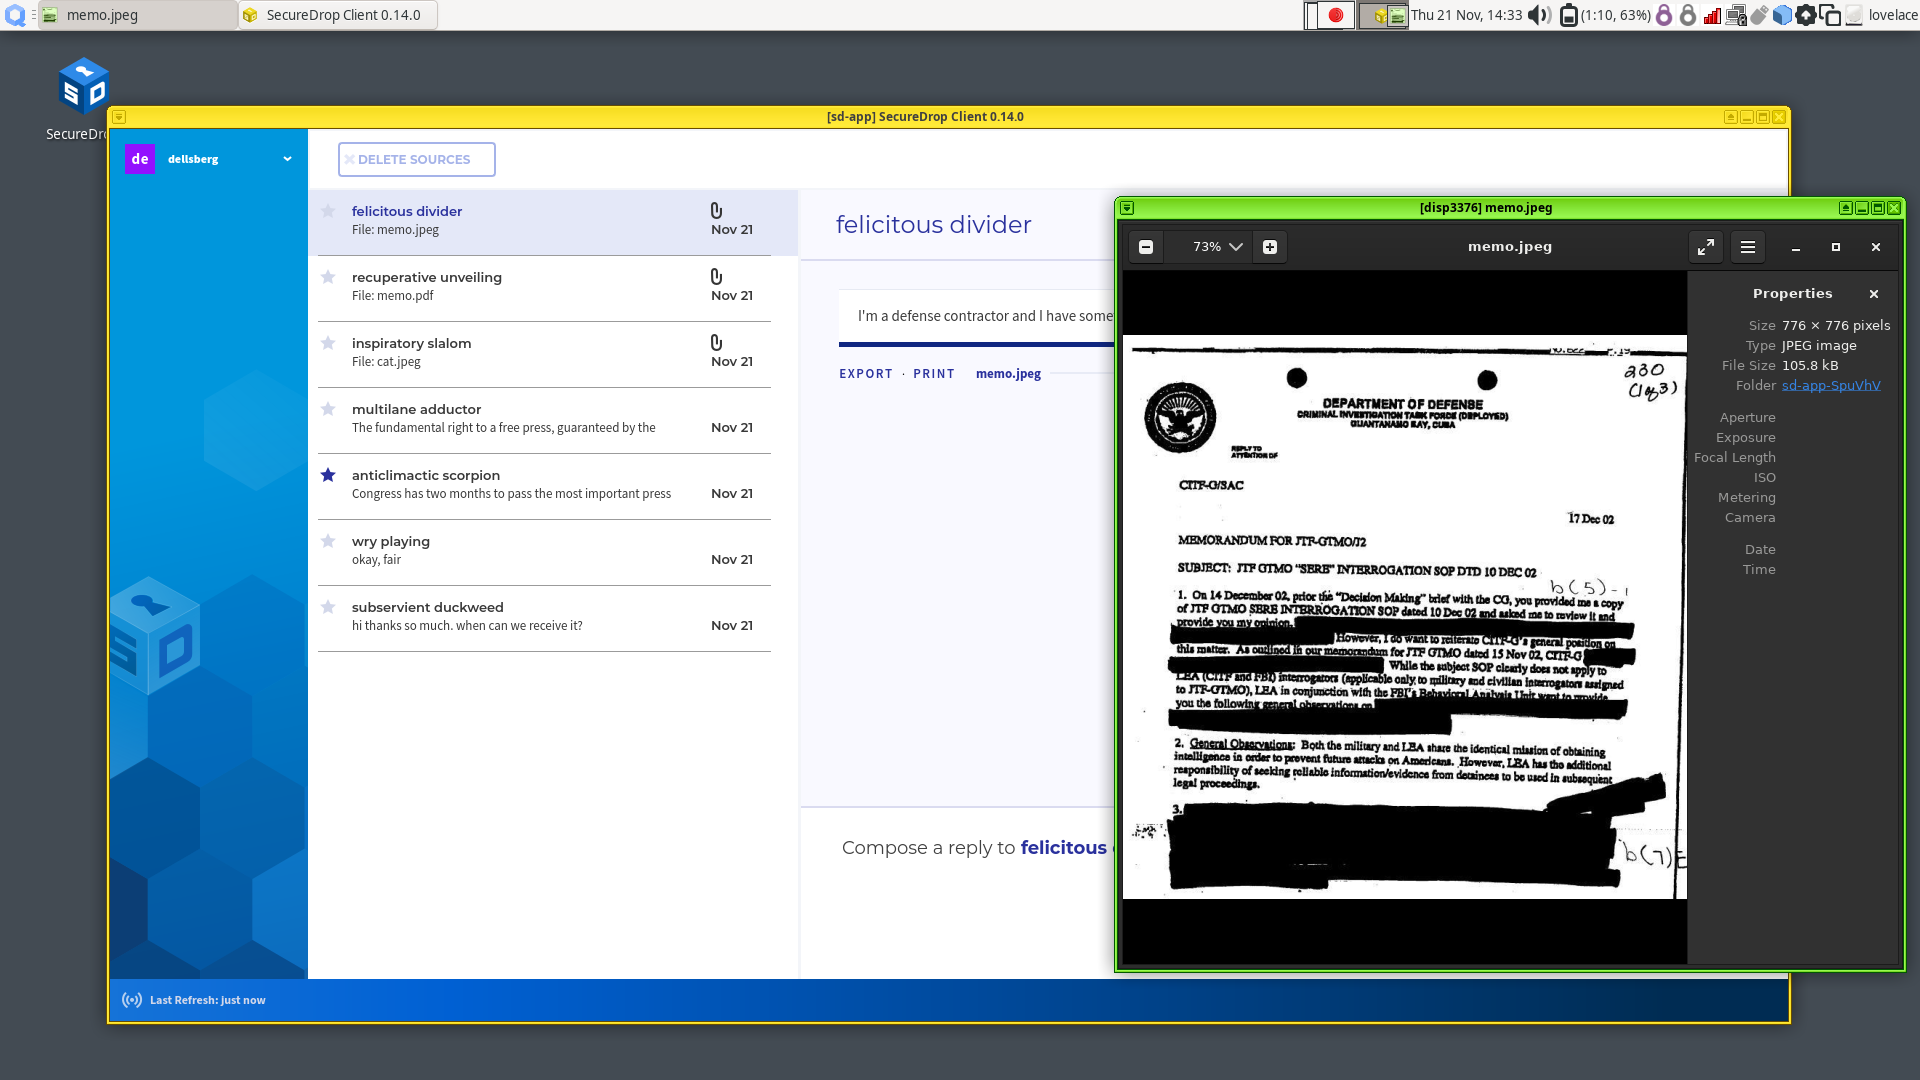 memo.jpeg
SecureDrop Client 0.14.0
Thu 21 Nov, 14:33
(1:10, 63%)
lovelace
SD
SecureDro
[sd-app] SecureDrop Client 0.14.0
de
dellsberg
DELETE SOURCES
felicitous divider
File: memo.jpeg
Nov 21
recuperative unveiling
File: memo.pdf
Nov 21
inspiratory slalom
File: cat.jpeg
Nov 21
multilane adductor
The fundamental right to a free press, guaranteed by the
Nov 21
anticlimactic scorpion
Congress has two months to pass the most important press
Nov 21
wry playing
okay, fair
Nov 21
subservient duckweed
hi thanks so much. when can we receive it?
Nov 21
felicitous divider
I'm a defense contractor and I have some
EXPORT · PRINT memo.jpeg
Compose a reply to felicitous
Last Refresh: just now
[disp3376] memo.jpeg
73%
memo.jpeg
230
(1 of 3)
DEPARTMENT OF DEFENSE
CRIMINAL INVESTIGATION TASK FORCE (DEPLOYED)
GUANTANAMO BAY, CUBA
REPLY TO
ATTENTION OF
CITF-G/SAC
17 Dec 02
MEMORANDUM FOR JTF-GTMO/J2
SUBJECT: JTF GTMO "SERE" INTERROGATION SOP DTD 10 DEC 02
b(5)-1
1. On 14 December 02, prior the "Decision Making" brief with the CG, you provided me a copy
of JTF GTMO SERE INTERROGATION SOP dated 10 Dec 02 and asked me to review it and
provide you my opinion.
However, I do want to reiterate CITF-G's general position on
this matter. As outlined in our memorandum for JTF GTMO dated 15 Nov 02, CITF-G
While the subject SOP clearly does not apply to
LEA (CITF and FBI) interrogators (applicable only to military and civilian interrogators assigned
to JTF-GTMO), LEA in conjunction with the FBI's Behavioral Analysis Unit want to provide
you the following general observations on
2. General Observations: Both the military and LEA share the identical mission of obtaining
intelligence in order to prevent future attacks on Americans. However, LEA has the additional
responsibility of seeking reliable information/evidence from detainees to be used in subsequent
legal proceedings.
3.
b(7)E
Properties
Size 776 × 776 pixels
Type JPEG image
File Size 105.8 kB
Folder sd-app-SpuVhV
Aperture
Exposure
Focal Length
ISO
Metering
Camera
Date
Time